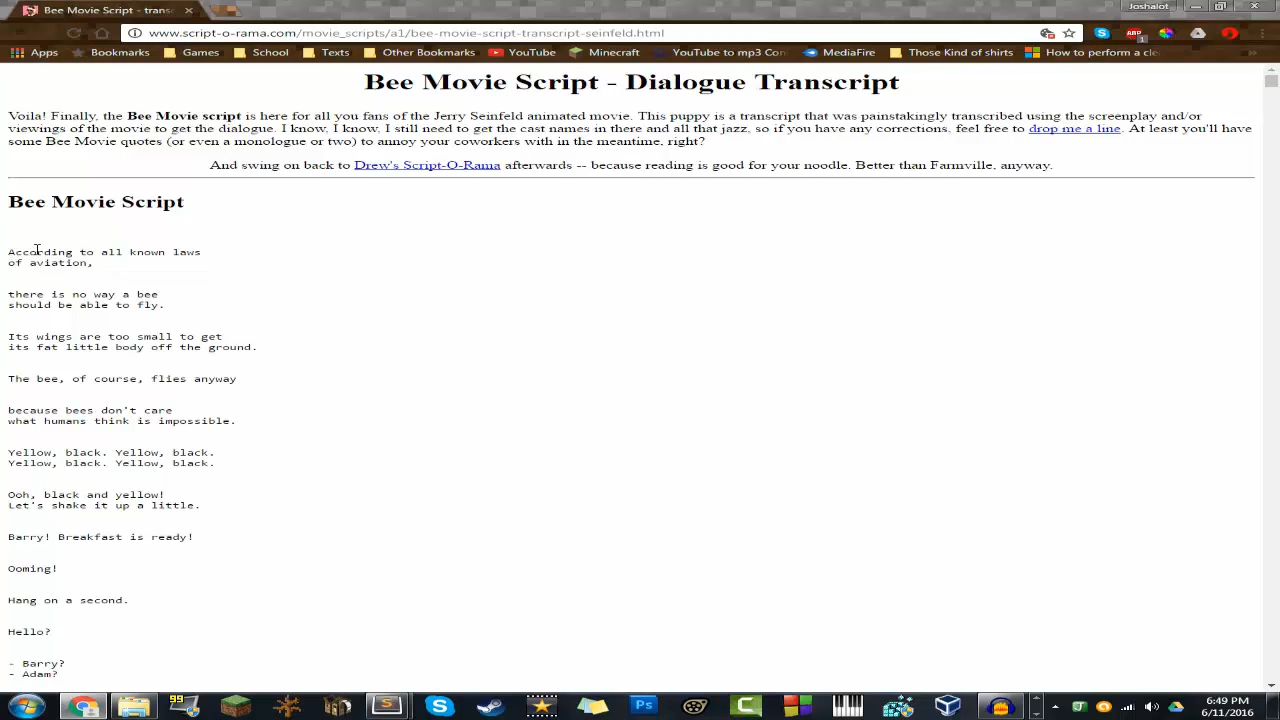 Bee Movie Script - trans
Joshalot
www.script-o-rama.com/movie_scripts/a1/bee-movie-script-transcript-seinfeld.html
Apps Bookmarks Games School Texts Other Bookmarks YouTube Minecraft YouTube to mp3 Con MediaFire Those Kind of shirts How to perform a cle
Bee Movie Script - Dialogue Transcript
Voila! Finally, the Bee Movie script is here for all you fans of the Jerry Seinfeld animated movie. This puppy is a transcript that was painstakingly transcribed using the screenplay and/or
viewings of the movie to get the dialogue. I know, I know, I still need to get the cast names in there and all that jazz, so if you have any corrections, feel free to drop me a line. At least you'll have
some Bee Movie quotes (or even a monologue or two) to annoy your coworkers with in the meantime, right?
And swing on back to Drew's Script-O-Rama afterwards -- because reading is good for your noodle. Better than Farmville, anyway.
Bee Movie Script
According to all known laws
of aviation,
there is no way a bee
should be able to fly.
Its wings are too small to get
its fat little body off the ground.
The bee, of course, flies anyway
because bees don't care
what humans think is impossible.
Yellow, black. Yellow, black.
Yellow, black. Yellow, black.
Ooh, black and yellow!
Let's shake it up a little.
Barry! Breakfast is ready!
Ooming!
Hang on a second.
Hello?
- Barry?
- Adam?
99
6:49 PM
6/11/2016